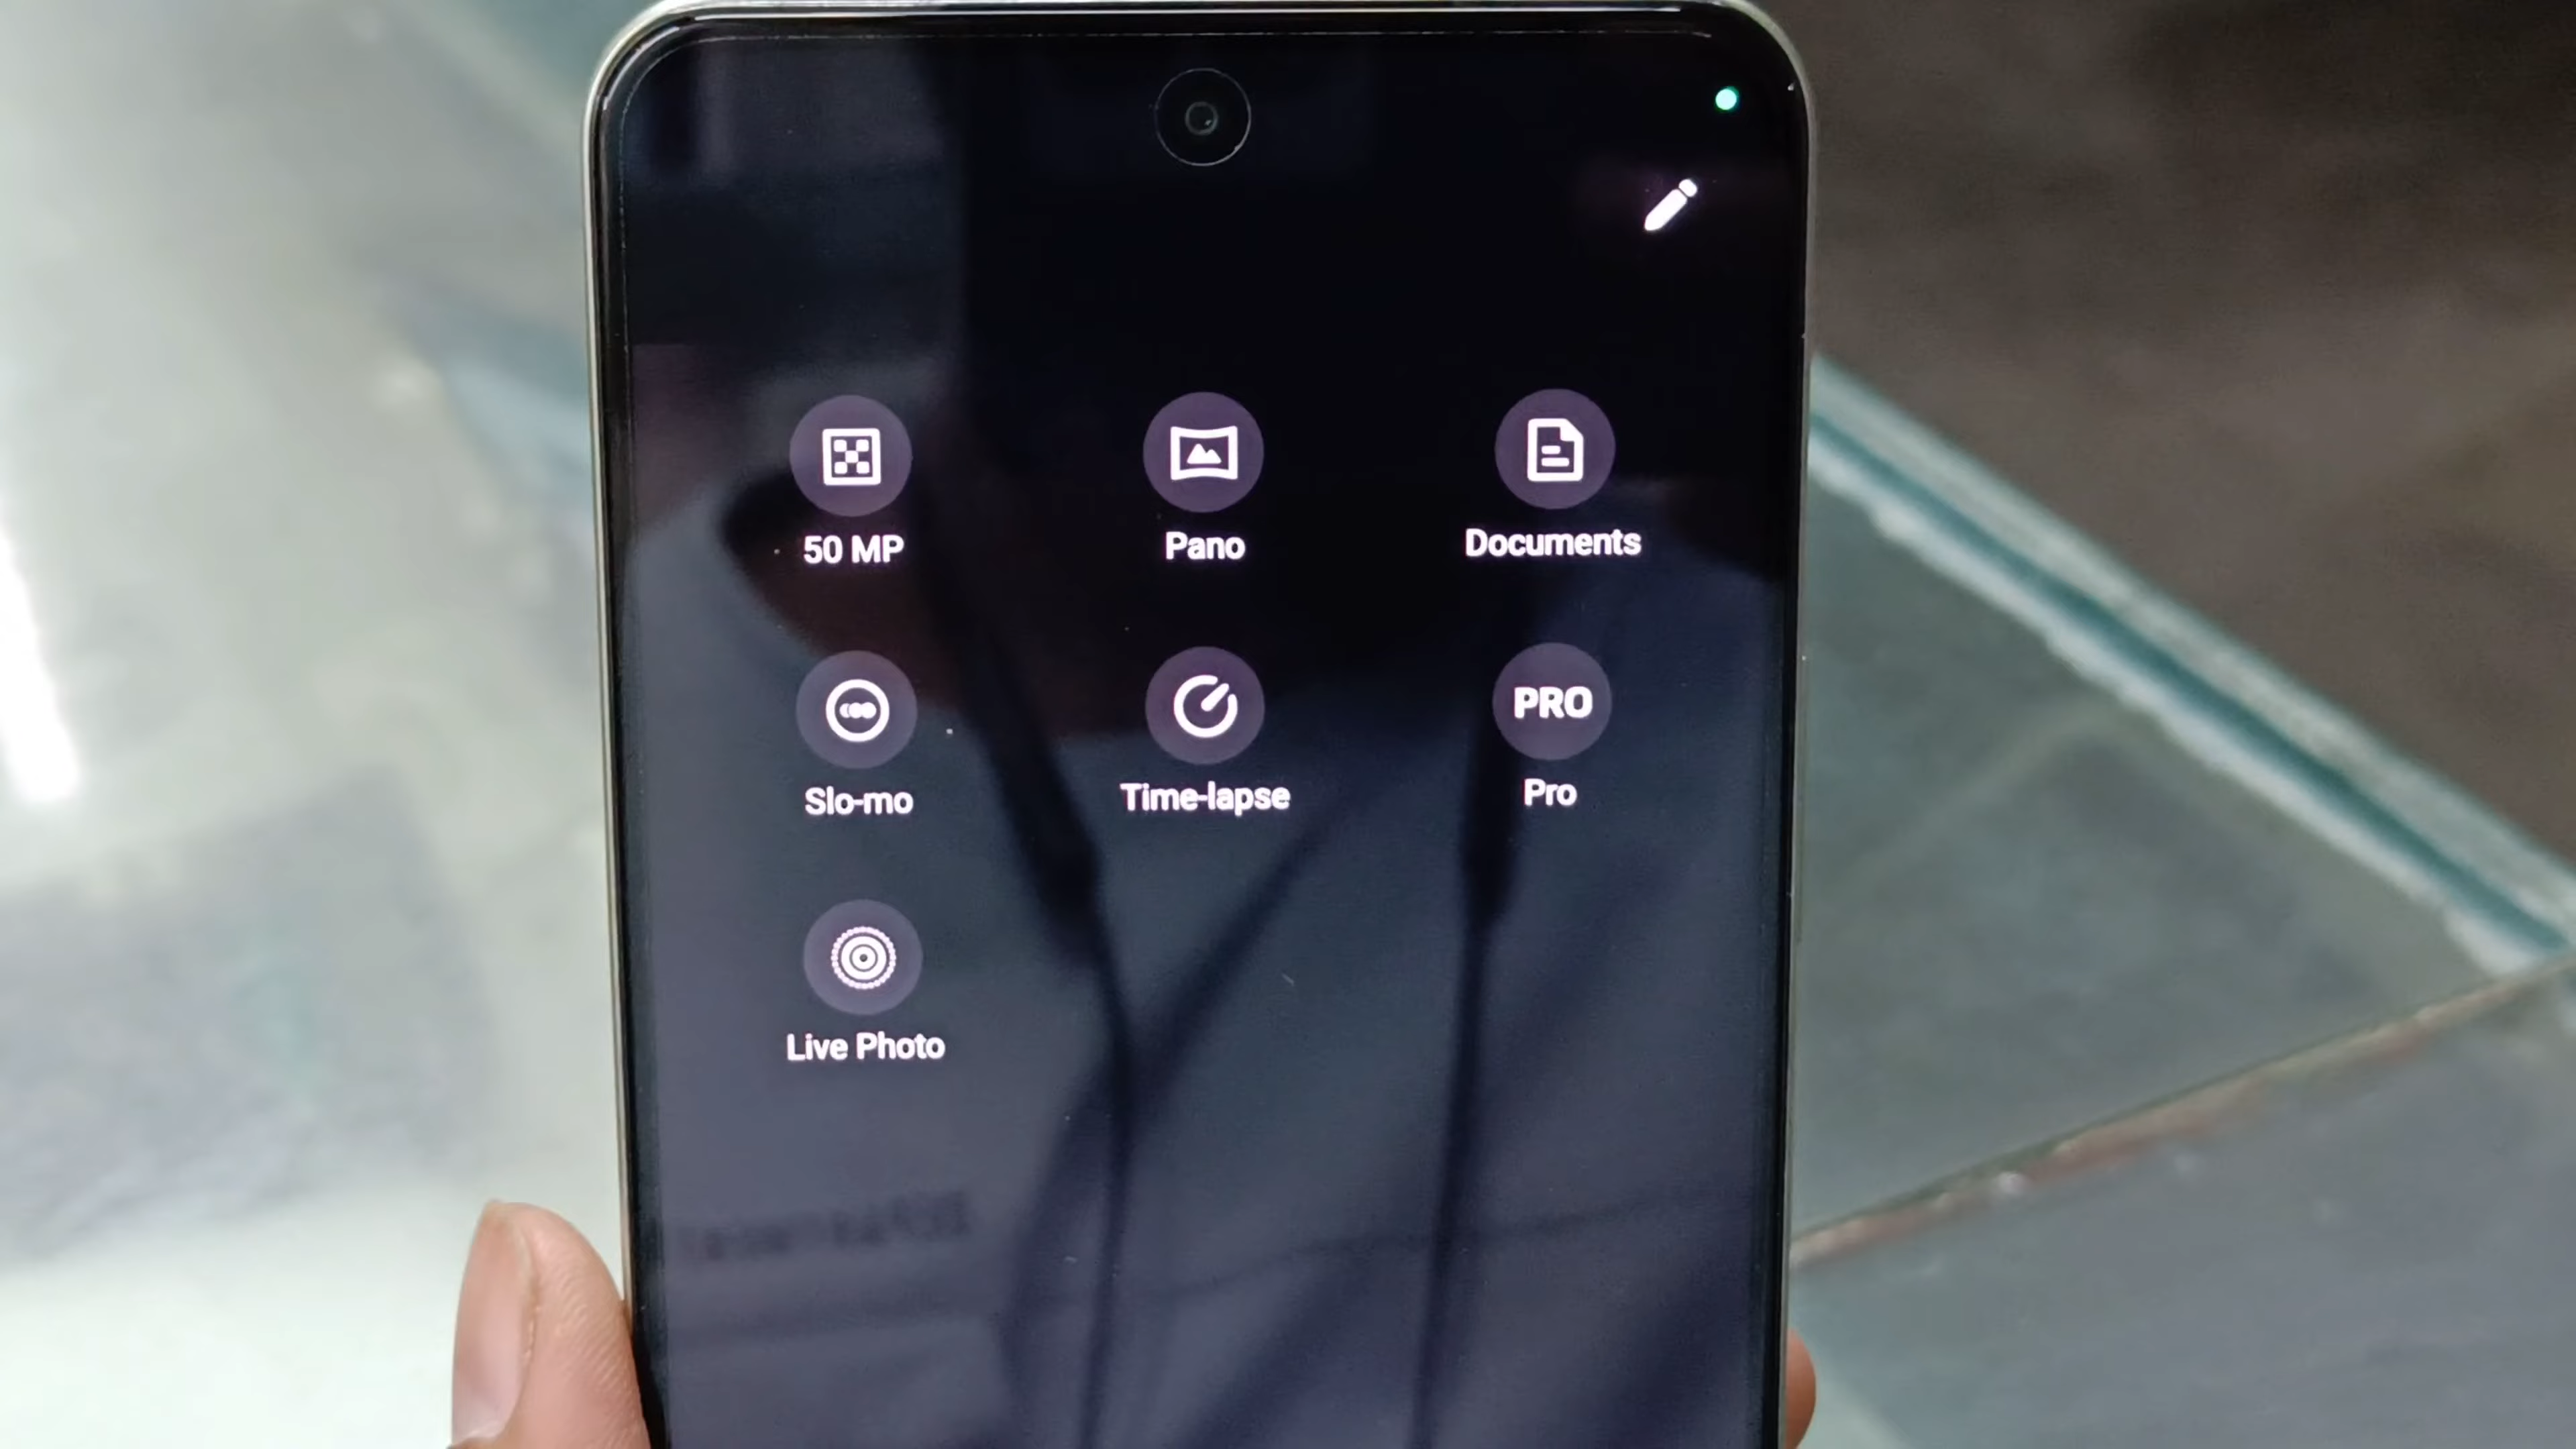 50 MP
Pano
Documents
Slo-mo
Time-lapse
PRO
Pro
Live Photo